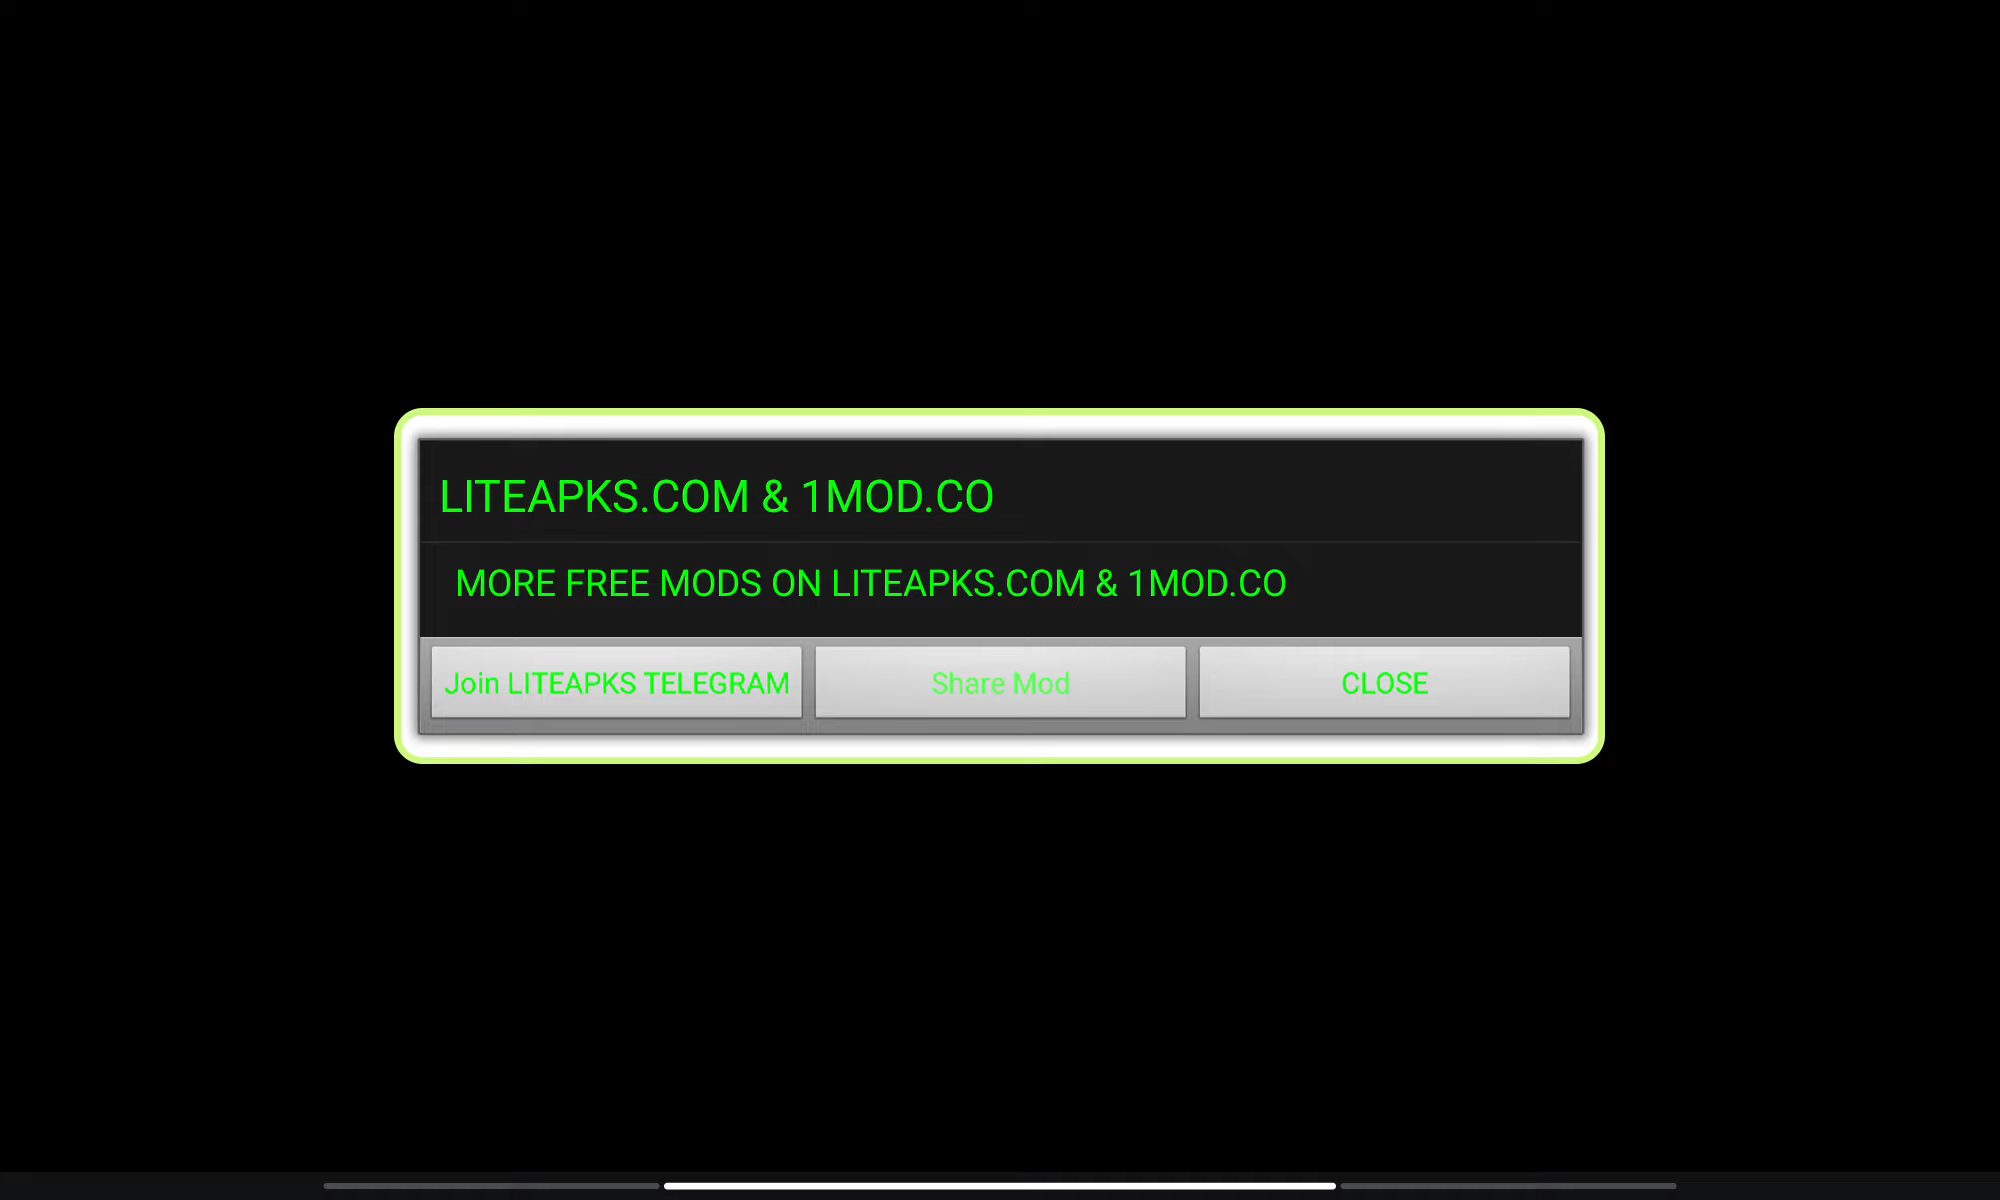 LITEAPKS.COM & 1MOD.CO
MORE FREE MODS ON LITEAPKS.COM & 1MOD.CO
Join LITEAPKS TELEGRAM
Share Mod
CLOSE